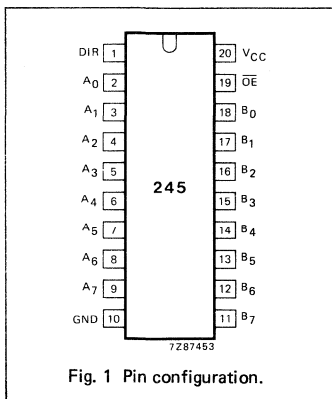 DIR 1 20 VCC
A0 2 19 OE
A1 3 18 B0
A2 4 17 B1
A3 5 16 B2
245
A4 6 15 B3
A5 7 14 B4
A6 8 13 B5
A7 9 12 B6
GND 10 11 B7
7Z87453
Fig. 1 Pin configuration.